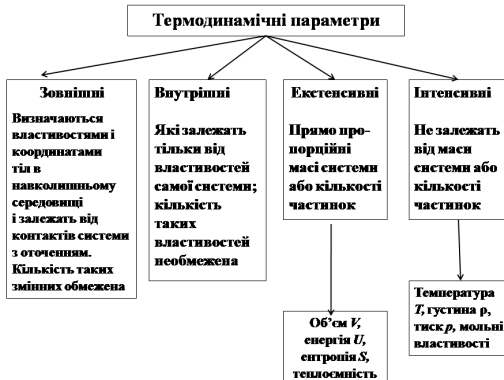 Термодинамічні параметри
Зовнішні
Визначаються
властивостями і
координатами
тіл в
навколишньому
середовищі
і залежать від
контактів системи
з оточенням.
Кількість таких
змінних обмежена
Внутрішні
Які залежать
тільки від
властивостей
самої системи;
кількість
таких
властивостей
необмежена
Екстенсивні
Прямо про-
порційні
масі системи
або кількості
частинок
Інтенсивні
Не залежать
від маси
системи або
кількості
частинок
Об’єм V,
енергія U,
ентропія S,
теплоємність
Температура
T, густина ρ,
тиск p, мольні
властивості